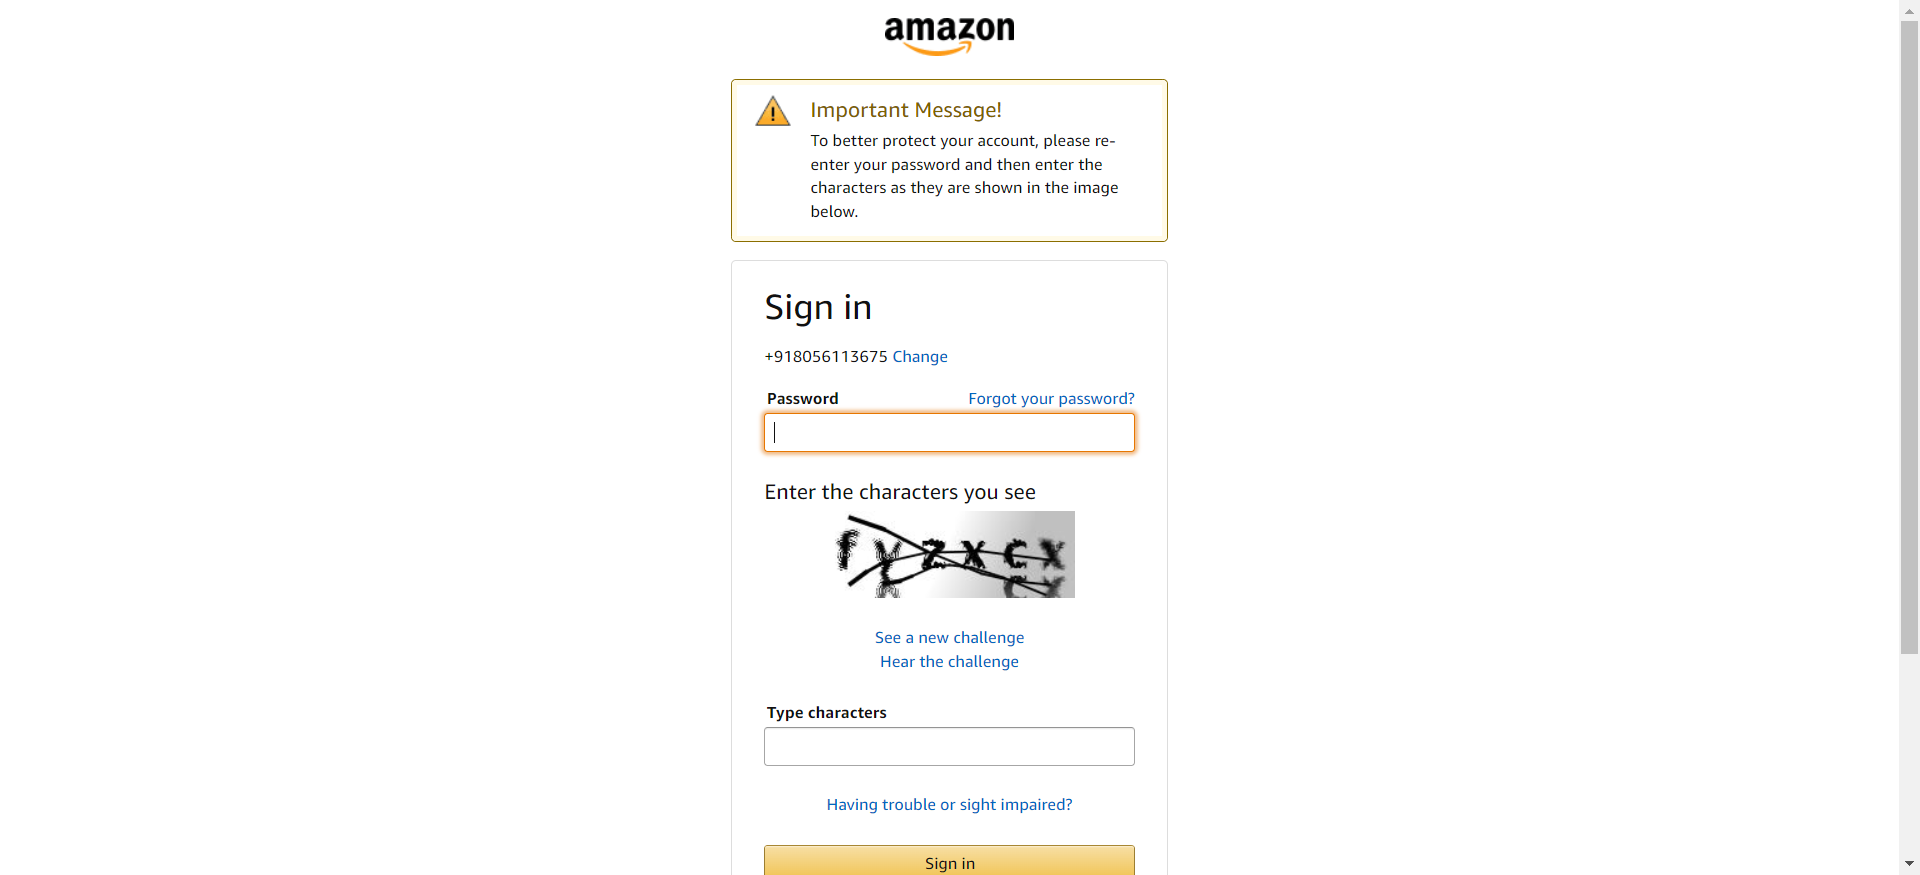 amazon
Important Message!
To better protect your account, please re-
enter your password and then enter the
characters as they are shown in the image
below.
Sign in
+918056113675 Change
Password Forgot your password?
Enter the characters you see
See a new challenge
Hear the challenge
Type characters
Having trouble or sight impaired?
Sign in